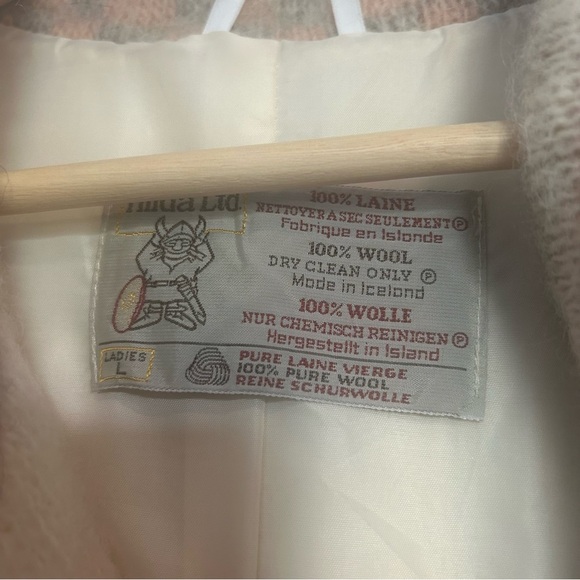 Hilda Ltd.
100% LAINE
NETTOYER A SEC SEULEMENT Ⓟ
Fabrique en Islande
100% WOOL
DRY CLEAN ONLY Ⓟ
Made in Iceland
100% WOLLE
NUR CHEMISCH REINIGEN Ⓟ
Hergestellt in Island
LADIES
L
PURE LAINE VIERGE
100% PURE WOOL
REINE SCHURWOLLE